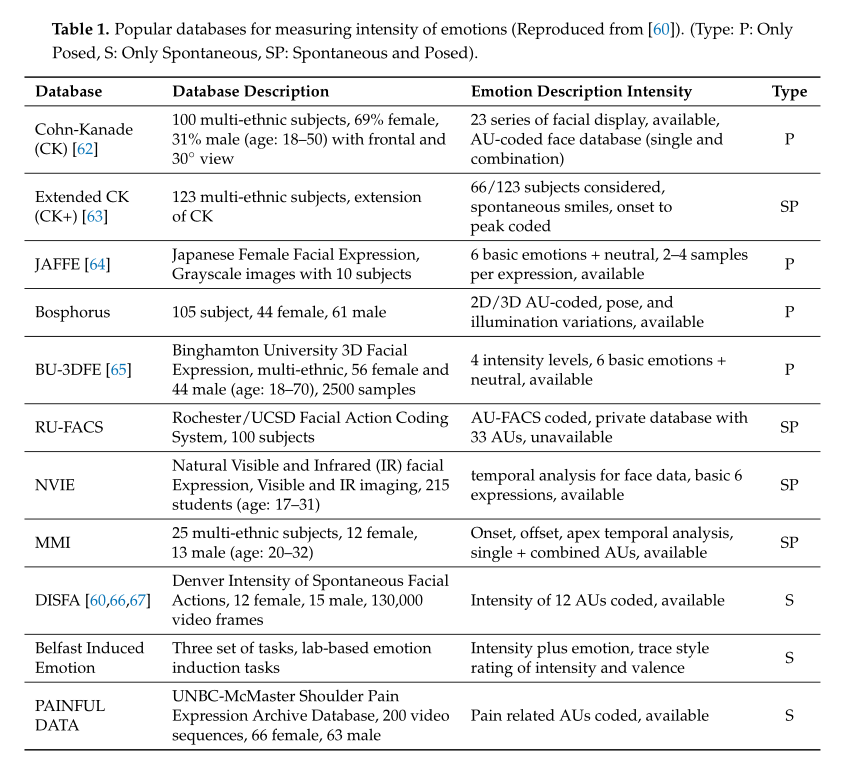 Table 1. Popular databases for measuring intensity of emotions (Reproduced from [60]). (Type: P: Only
Posed, S: Only Spontaneous, SP: Spontaneous and Posed).
Database Database Description Emotion Description Intensity Type
Cohn-Kanade
(CK) [62]
100 multi-ethnic subjects, 69% female,
31% male (age: 18–50) with frontal and
30° view
23 series of facial display, available,
AU-coded face database (single and
combination)
P
Extended CK
(CK+) [63]
123 multi-ethnic subjects, extension
of CK
66/123 subjects considered,
spontaneous smiles, onset to
peak coded
SP
JAFFE [64]
Japanese Female Facial Expression,
Grayscale images with 10 subjects
6 basic emotions + neutral, 2–4 samples
per expression, available
P
Bosphorus
105 subject, 44 female, 61 male
2D/3D AU-coded, pose, and
illumination variations, available
P
BU-3DFE [65]
Binghamton University 3D Facial
Expression, multi-ethnic, 56 female and
44 male (age: 18–70), 2500 samples
4 intensity levels, 6 basic emotions +
neutral, available
P
RU-FACS
Rochester/UCSD Facial Action Coding
System, 100 subjects
AU-FACS coded, private database with
33 AUs, unavailable
SP
NVIE
Natural Visible and Infrared (IR) facial
Expression, Visible and IR imaging, 215
students (age: 17–31)
temporal analysis for face data, basic 6
expressions, available
SP
MMI
25 multi-ethnic subjects, 12 female,
13 male (age: 20–32)
Onset, offset, apex temporal analysis,
single + combined AUs, available
SP
DISFA [60,66,67]
Denver Intensity of Spontaneous Facial
Actions, 12 female, 15 male, 130,000
video frames
Intensity of 12 AUs coded, available
S
Belfast Induced
Emotion
Three set of tasks, lab-based emotion
induction tasks
Intensity plus emotion, trace style
rating of intensity and valence
S
PAINFUL
DATA
UNBC-McMaster Shoulder Pain
Expression Archive Database, 200 video
sequences, 66 female, 63 male
Pain related AUs coded, available
S